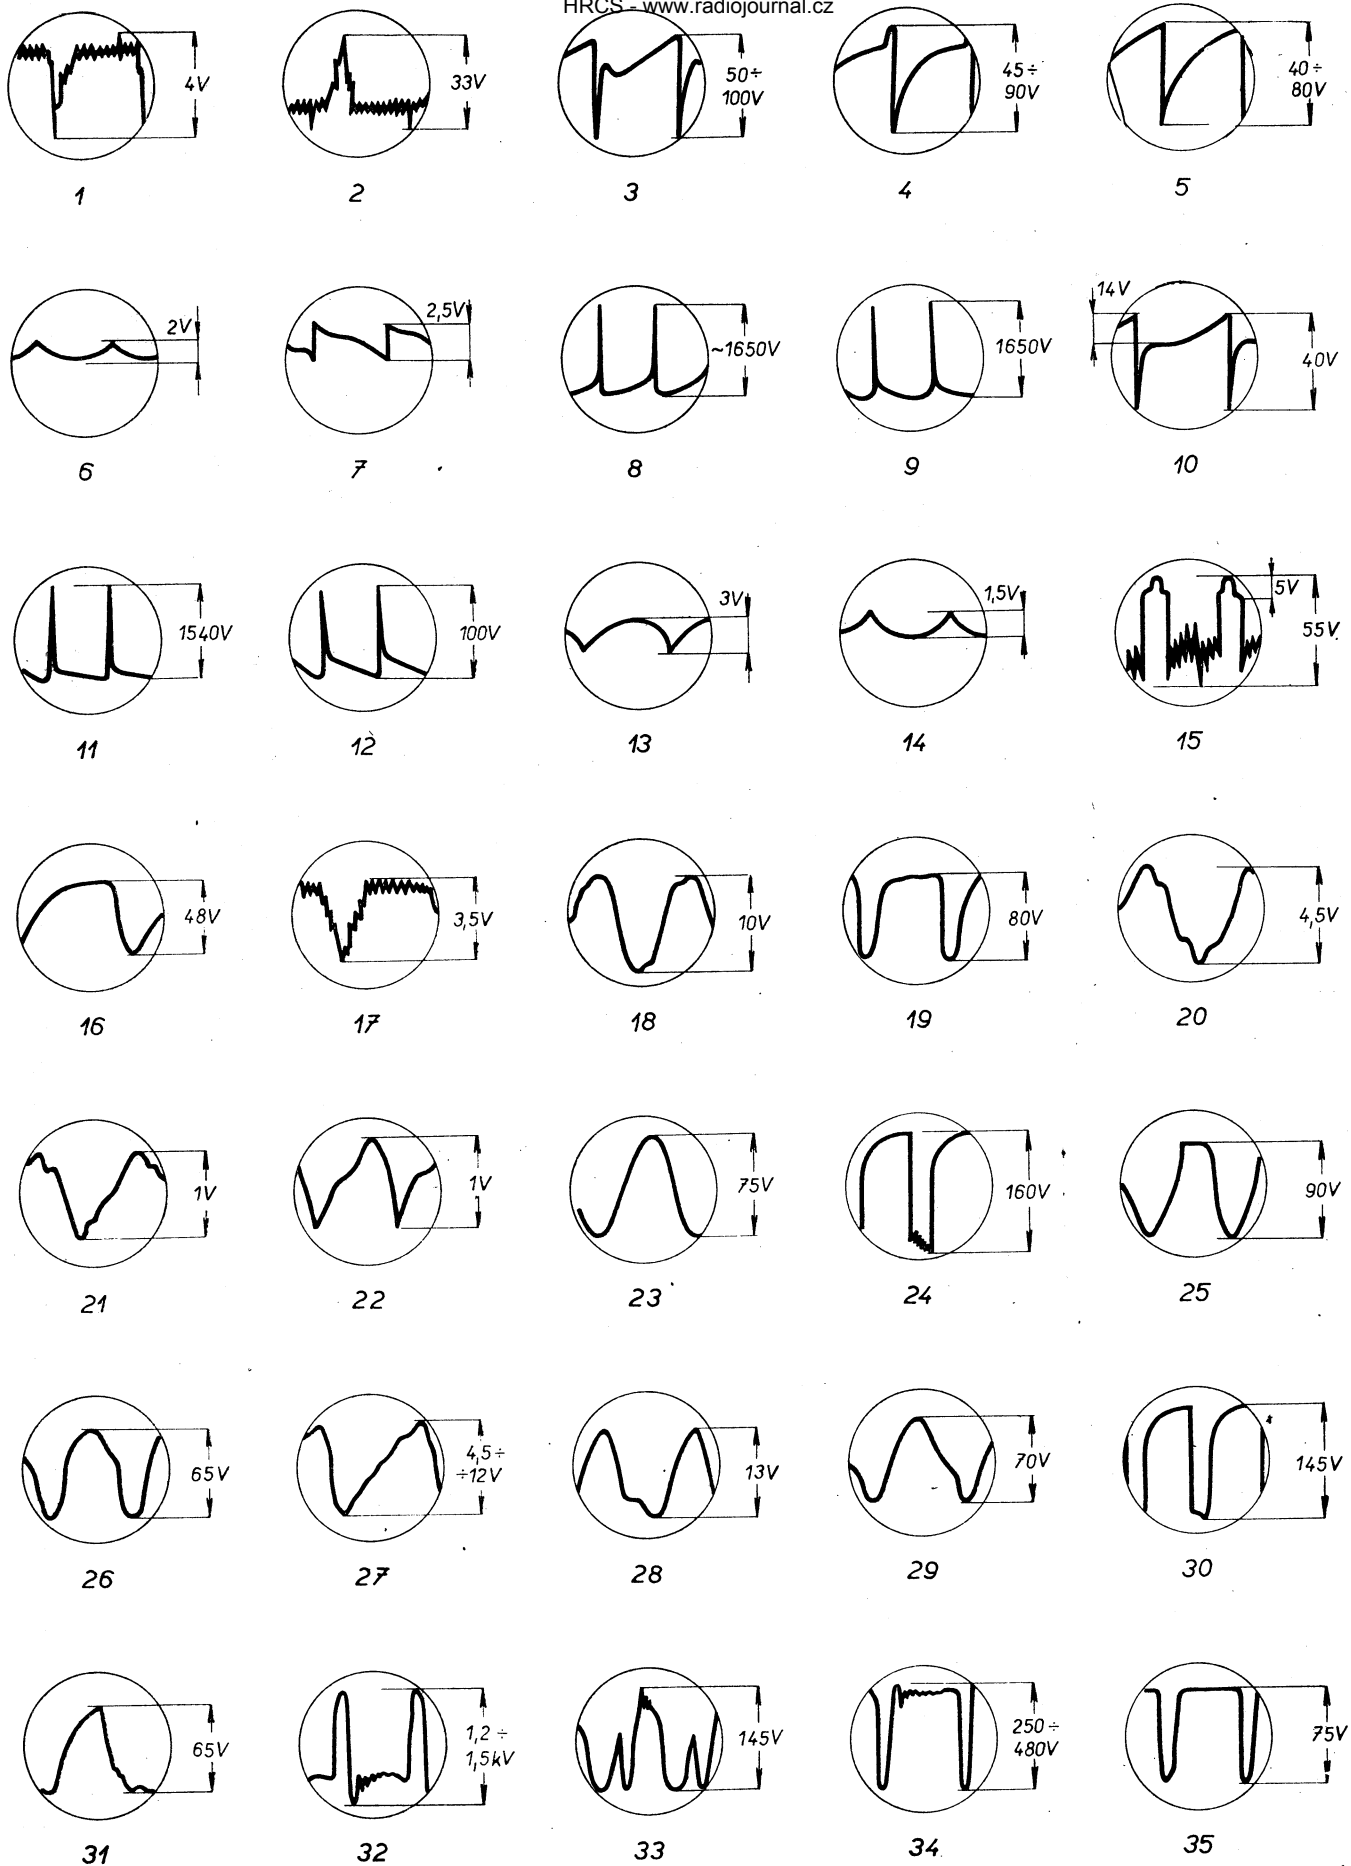 HRCS - www.radiojournal.cz
4V
33V
50÷
100V
45÷
90V
40÷
80V
1
2
3
4
5
2V
2,5V
~1650V
1650V
14V
40V
6
7
8
9
10
1540V
100V
3V
1,5V
5V
55V
11
12
13
14
15
48V
3,5V
10V
80V
4,5V
16
17
18
19
20
1V
1V
75V
160V
90V
21
22
23
24
25
65V
4,5÷
÷12V
13V
70V
145V
26
27
28
29
30
65V
1,2÷
1,5kV
145V
250÷
480V
75V
31
32
33
34
35